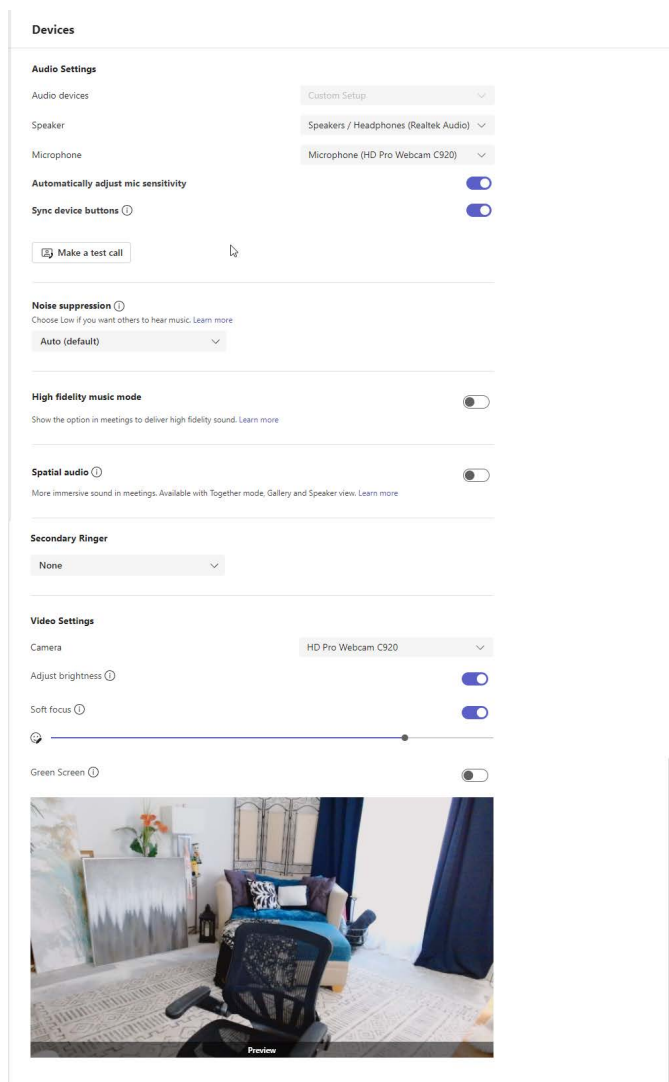 Devices
Audio Settings
Audio devices Custom Setup
Speaker Speakers / Headphones (Realtek Audio)
Microphone Microphone (HD Pro Webcam C920)
Automatically adjust mic sensitivity
Sync device buttons
Make a test call
Noise suppression
Choose Low if you want others to hear music. Learn more
Auto (default)
High fidelity music mode
Show the option in meetings to deliver high fidelity sound. Learn more
Spatial audio
More immersive sound in meetings. Available with Together mode, Gallery and Speaker view. Learn more
Secondary Ringer
None
Video Settings
Camera HD Pro Webcam C920
Adjust brightness
Soft focus
Green Screen
Preview